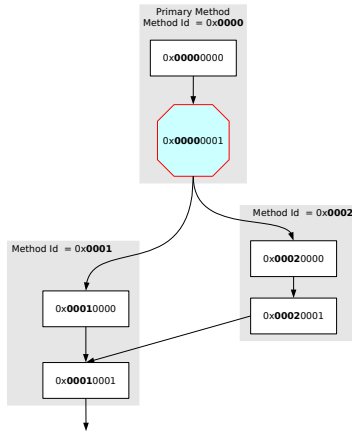 Primary Method
Method Id = 0x0000
0x00000000
0x00000001
Method Id = 0x0002
0x00020000
0x00020001
Method Id = 0x0001
0x00010000
0x00010001